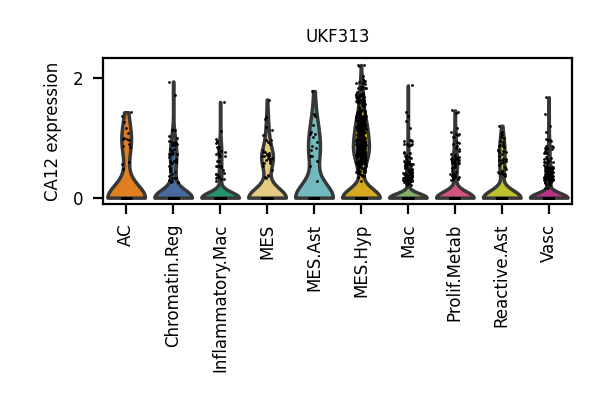 UKF313
CA12 expression
2
0
AC
Chromatin.Reg
Inflammatory.Mac
MES
MES.Ast
MES.Hyp
Mac
Prolif.Metab
Reactive.Ast
Vasc